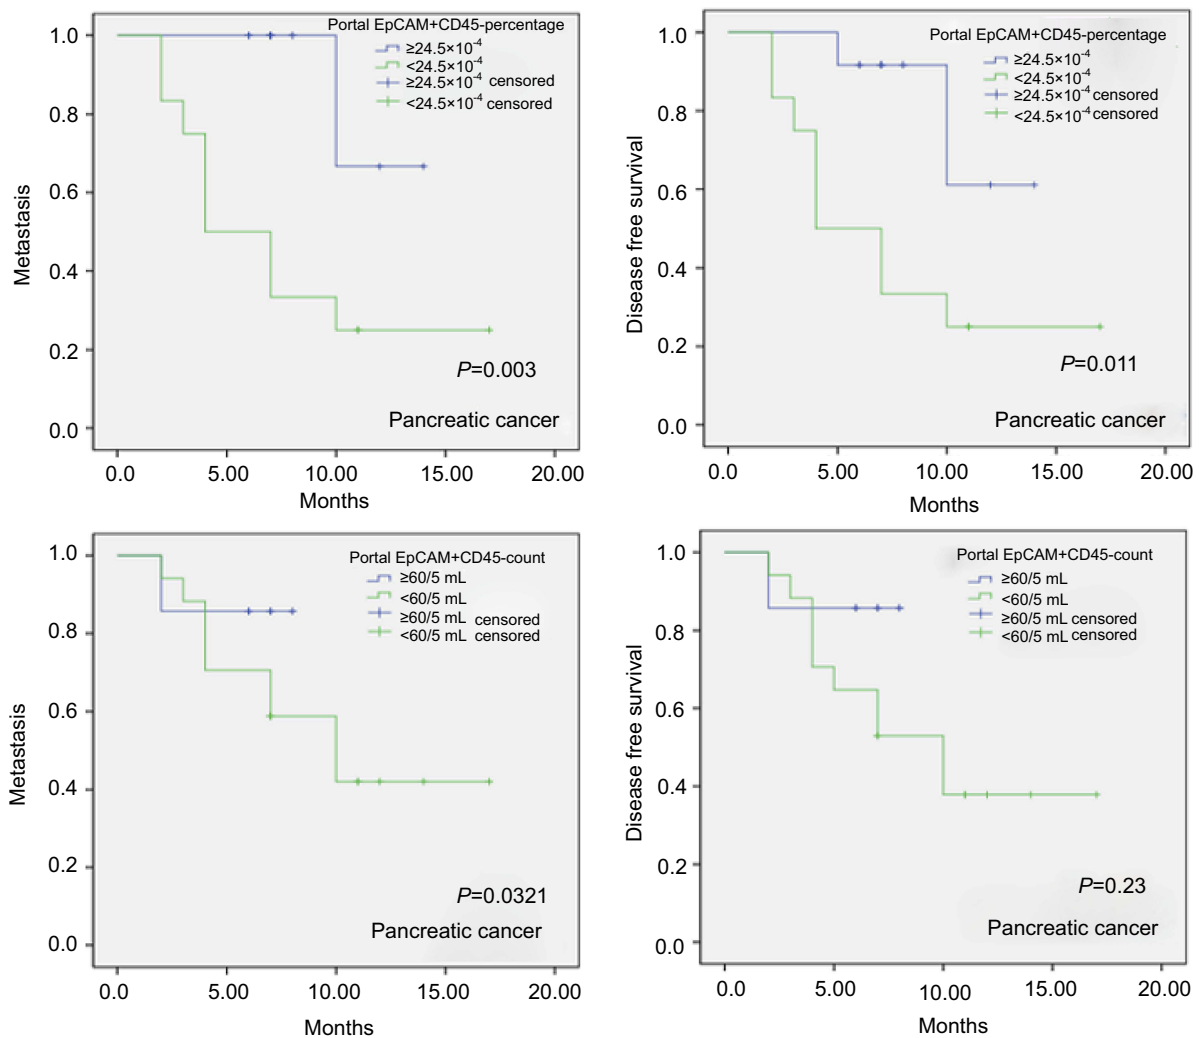 Portal EpCAM+CD45-percentage
≥24.5×10⁻⁴
<24.5×10⁻⁴
≥24.5×10⁻⁴ censored
<24.5×10⁻⁴ censored
1.0
0.8
0.6
0.4
0.2
0.0
Metastasis
P=0.003
Pancreatic cancer
0.0 5.00 10.00 15.00 20.00
Months
Portal EpCAM+CD45-percentage
≥24.5×10⁻⁴
<24.5×10⁻⁴
≥24.5×10⁻⁴ censored
<24.5×10⁻⁴ censored
1.0
0.8
0.6
0.4
0.2
0.0
Disease free survival
P=0.011
Pancreatic cancer
0.0 5.00 10.00 15.00 20.00
Months
Portal EpCAM+CD45-count
≥60/5 mL
<60/5 mL
≥60/5 mL censored
<60/5 mL censored
1.0
0.8
0.6
0.4
0.2
0.0
Metastasis
P=0.0321
Pancreatic cancer
0.0 5.00 10.00 15.00 20.00
Months
Portal EpCAM+CD45-count
≥60/5 mL
<60/5 mL
≥60/5 mL censored
<60/5 mL censored
1.0
0.8
0.6
0.4
0.2
0.0
Disease free survival
P=0.23
Pancreatic cancer
0.0 5.00 10.00 15.00 20.00
Months